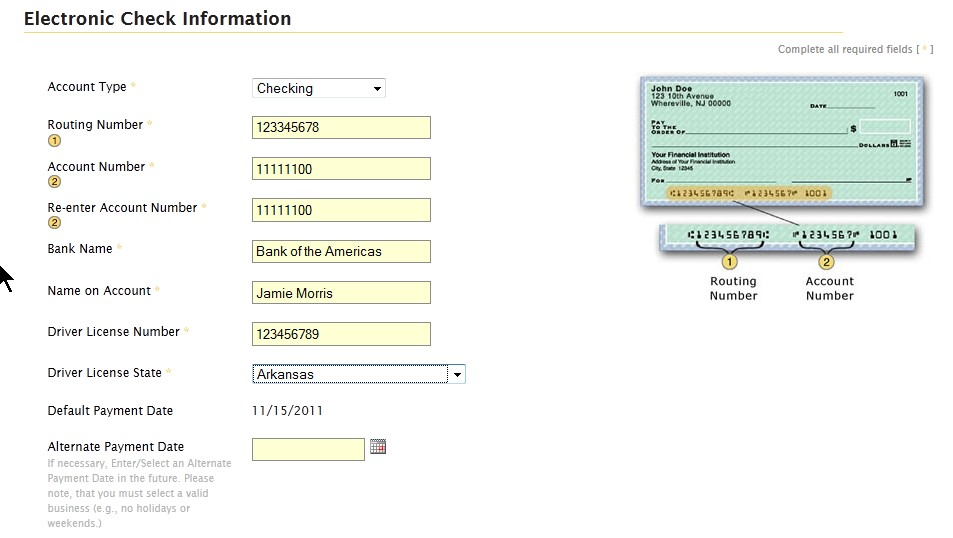 Electronic Check Information
Complete all required fields [ * ]
Account Type *
Checking
Routing Number *
1
123345678
Account Number *
2
11111100
Re-enter Account Number *
2
11111100
Bank Name *
Bank of the Americas
Name on Account *
Jamie Morris
Driver License Number *
123456789
Driver License State *
Arkansas
Default Payment Date
11/15/2011
Alternate Payment Date
If necessary, Enter/Select an Alternate
Payment Date in the future. Please
note, that you must select a valid
business (e.g., no holidays or
weekends.)
John Doe
123 10th Avenue
Whereville, NJ 00000
1001
DATE
PAY
TO THE
ORDER OF
$
DOLLARS
Your Financial Institution
Address of Your Financial Institution
City, State 12345
FOR
⑆123456789⑆ ⑈1234567⑈ 1001
⑆123456789⑆ ⑈1234567⑈ 1001
1 2
Routing Number
Account Number